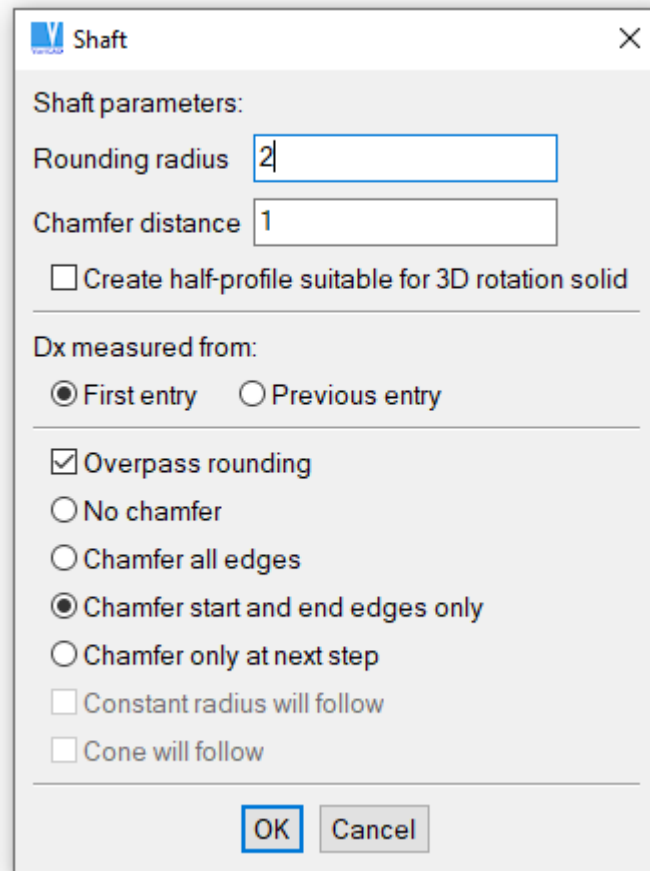 Shaft
Shaft parameters:
Rounding radius 2
Chamfer distance 1
Create half-profile suitable for 3D rotation solid
Dx measured from:
First entry Previous entry
Overpass rounding
No chamfer
Chamfer all edges
Chamfer start and end edges only
Chamfer only at next step
Constant radius will follow
Cone will follow
OK Cancel